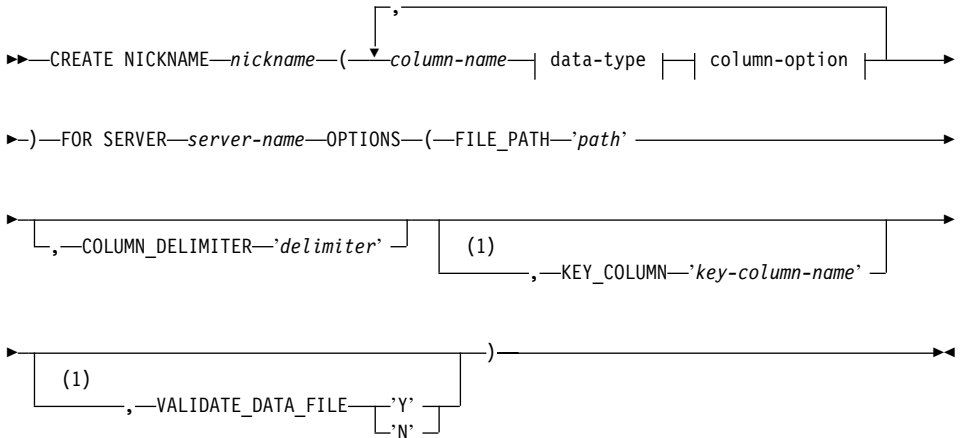 ,
CREATE NICKNAME nickname ( column-name data-type column-option
) FOR SERVER server-name OPTIONS ( FILE_PATH ’path’
, COLUMN_DELIMITER ’delimiter’
(1)
, KEY_COLUMN ’key-column-name’
)
(1)
, VALIDATE_DATA_FILE ’Y’
’N’